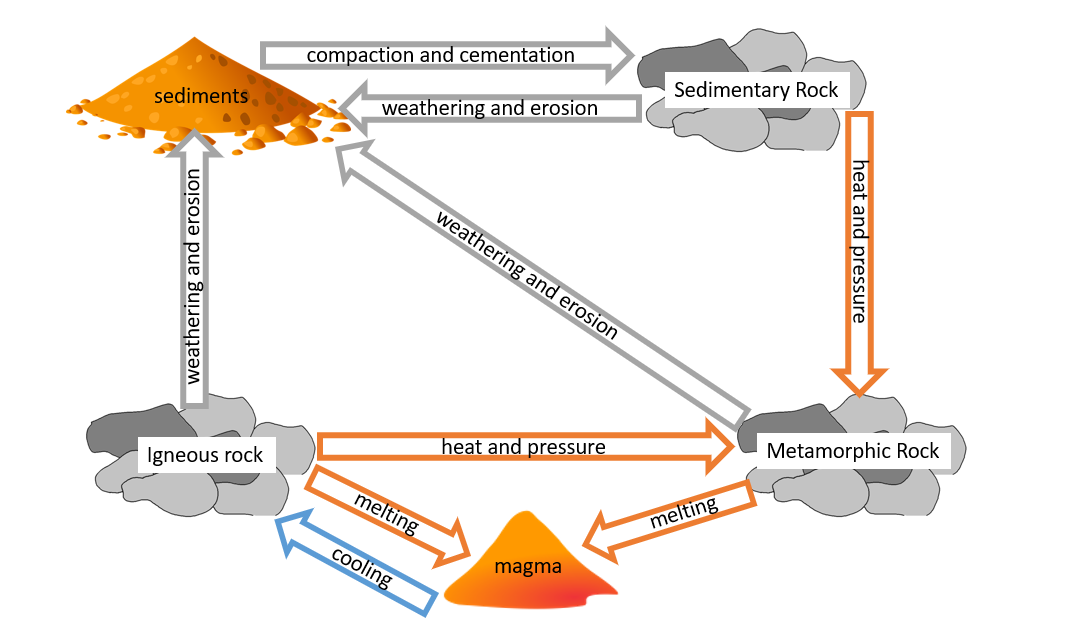 compaction and cementation
sediments
Sedimentary Rock
weathering and erosion
heat and pressure
weathering and erosion
weathering and erosion
Igneous rock
heat and pressure
Metamorphic Rock
melting
melting
cooling
magma